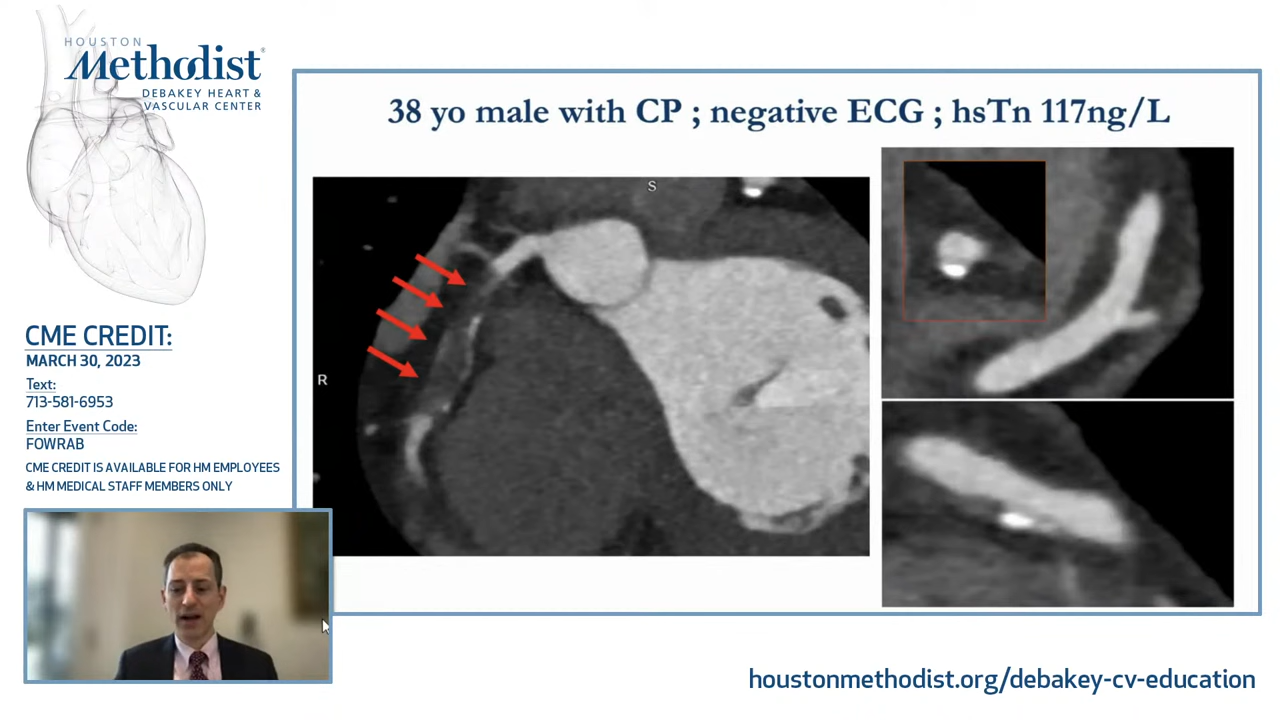 HOUSTON
Methodist®
DEBAKEY HEART &
VASCULAR CENTER
CME CREDIT:
MARCH 30, 2023
Text:
713-581-6953
Enter Event Code:
FOWRAB
CME CREDIT IS AVAILABLE FOR HM EMPLOYEES
& HM MEDICAL STAFF MEMBERS ONLY
38 yo male with CP ; negative ECG ; hsTn 117ng/L
S
R
houstonmethodist.org/debakey-cv-education